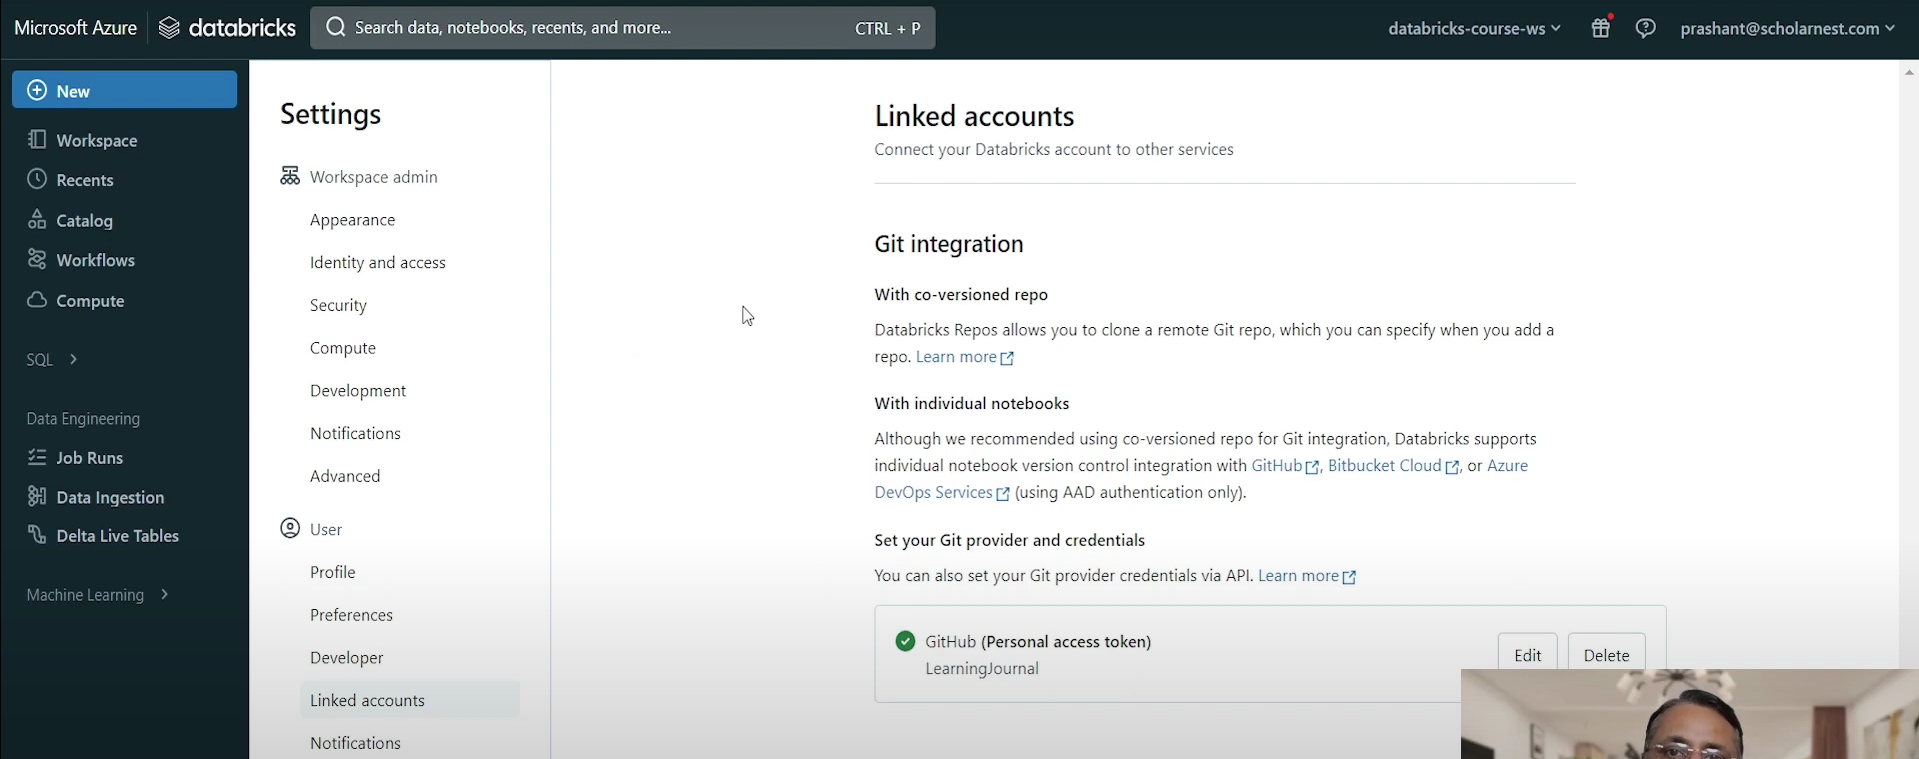 Microsoft Azure databricks Search data, notebooks, recents, and more... CTRL + P databricks-course-ws prashant@scholarnest.com
New
Workspace
Recents
Catalog
Workflows
Compute
SQL
Data Engineering
Job Runs
Data Ingestion
Delta Live Tables
Machine Learning
Settings
Workspace admin
Appearance
Identity and access
Security
Compute
Development
Notifications
Advanced
User
Profile
Preferences
Developer
Linked accounts
Notifications
Linked accounts
Connect your Databricks account to other services
Git integration
With co-versioned repo
Databricks Repos allows you to clone a remote Git repo, which you can specify when you add a
repo. Learn more
With individual notebooks
Although we recommended using co-versioned repo for Git integration, Databricks supports
individual notebook version control integration with GitHub, Bitbucket Cloud, or Azure
DevOps Services (using AAD authentication only).
Set your Git provider and credentials
You can also set your Git provider credentials via API. Learn more
GitHub (Personal access token)
LearningJournal
Edit Delete